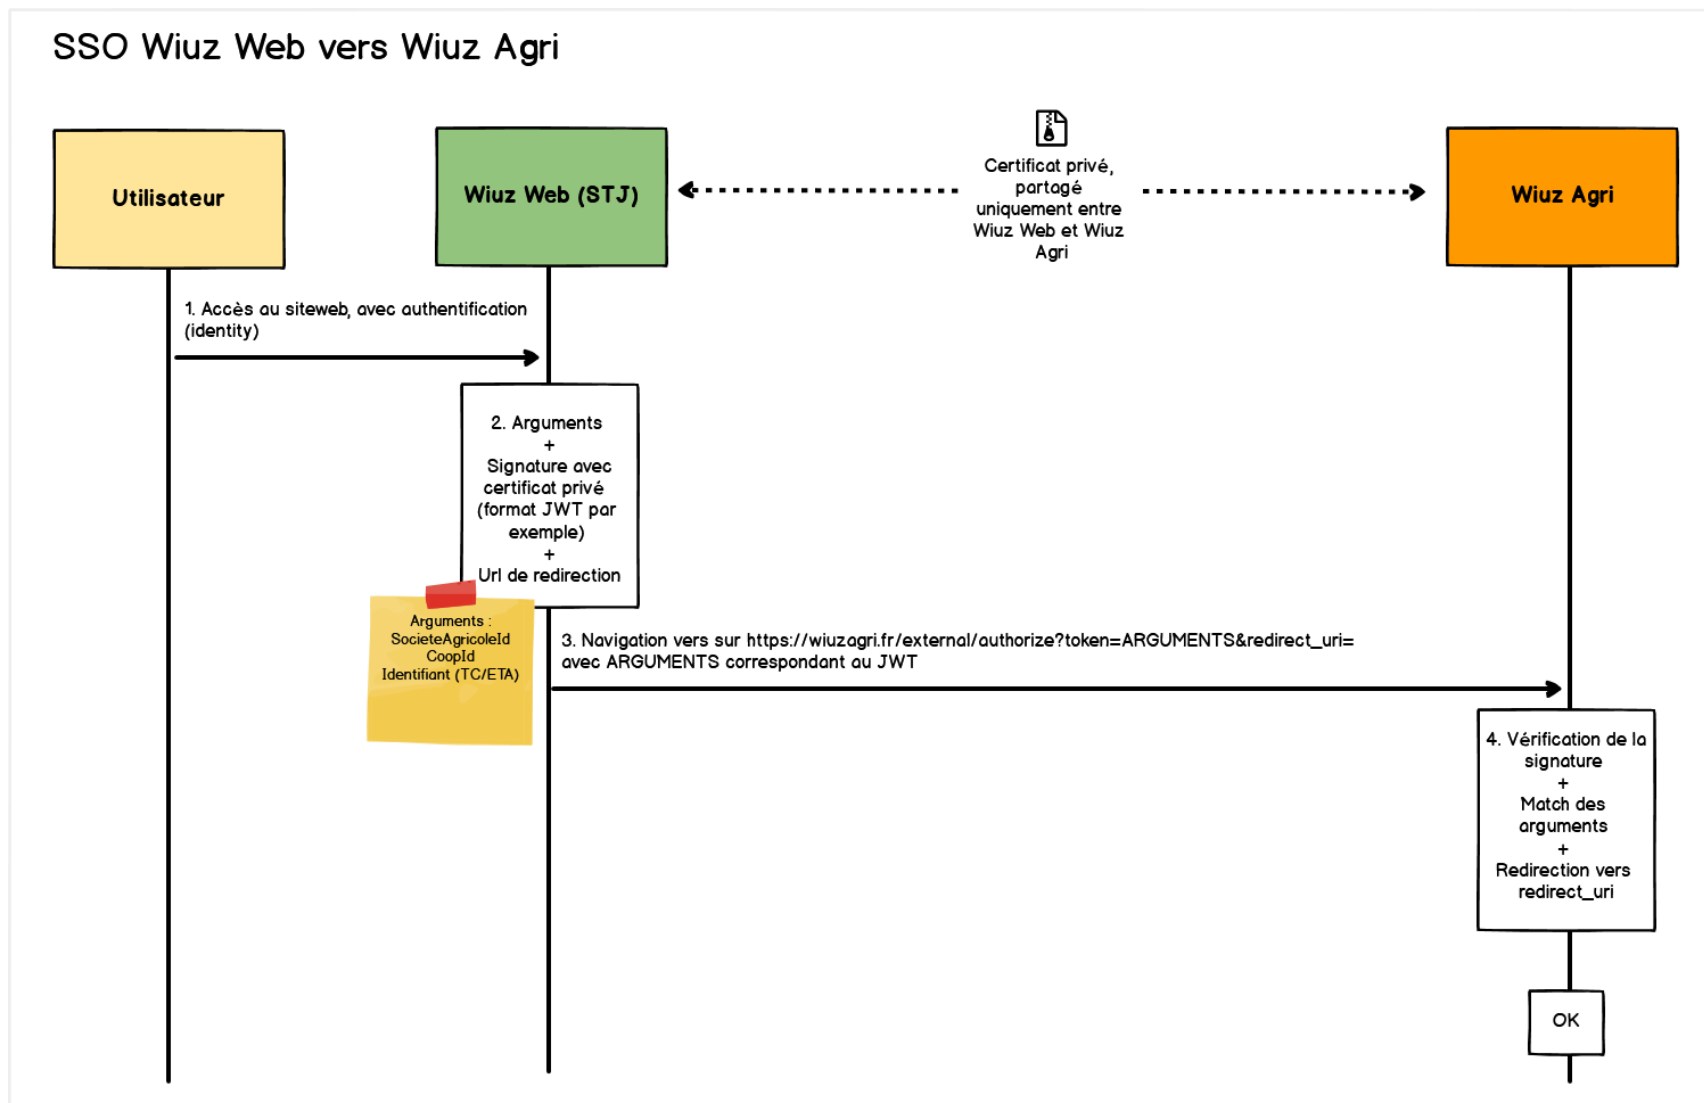 SSO Wiuz Web vers Wiuz Agri
Utilisateur
Wiuz Web (STJ)
Certificat privé,
partagé
uniquement entre
Wiuz Web et Wiuz
Agri
Wiuz Agri
1. Accès au siteweb, avec authentification
(identity)
2. Arguments
+
Signature avec
certificat privé
(format JWT par
exemple)
+
Url de redirection
Arguments :
SocieteAgricoleId
CoopId
Identifiant (TC/ETA)
3. Navigation vers sur https://wiuzagri.fr/external/authorize?token=ARGUMENTS&redirect_uri=
avec ARGUMENTS correspondant au JWT
4. Vérification de la
signature
+
Match des
arguments
+
Redirection vers
redirect_uri
OK